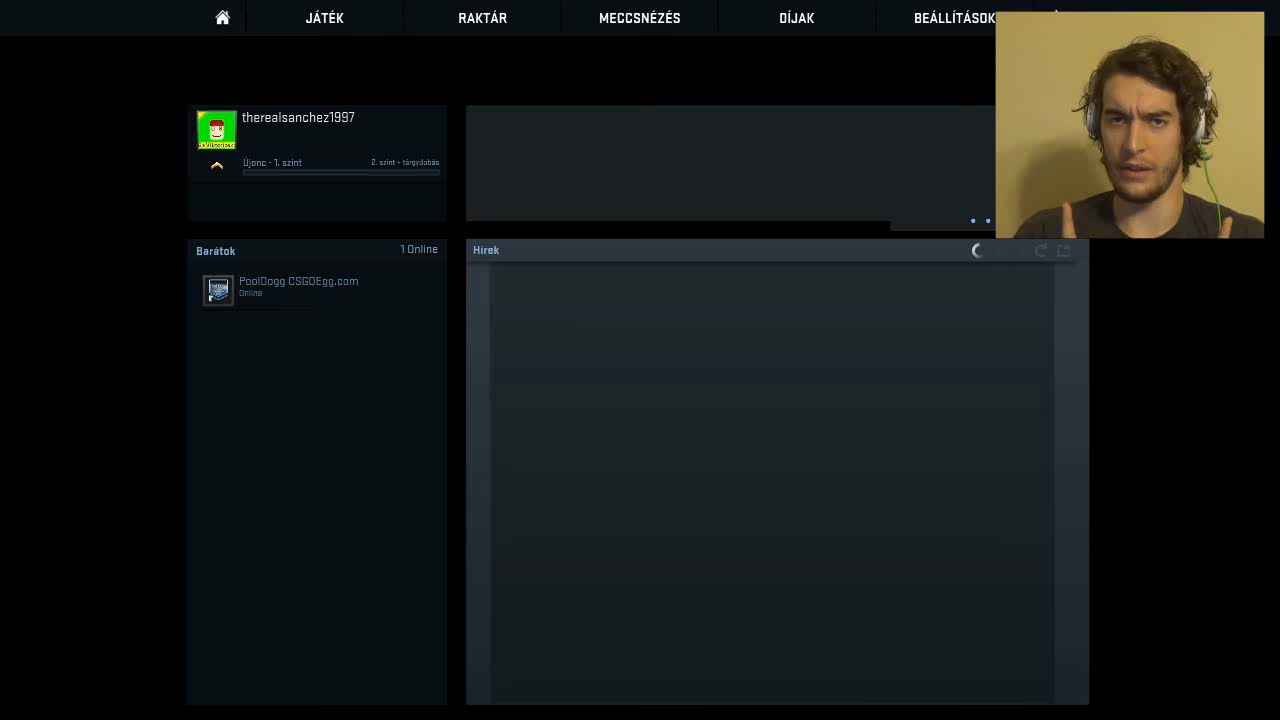 JÁTÉK
RAKTÁR
MECCSNÉZÉS
DÍJAK
BEÁLLÍTÁSOK
therealsanchez1997
Újonc - 1. szint
2. szint + tárgydobás
Barátok
1 Online
PoolDogg CSGOEgg.com
Online
Hírek